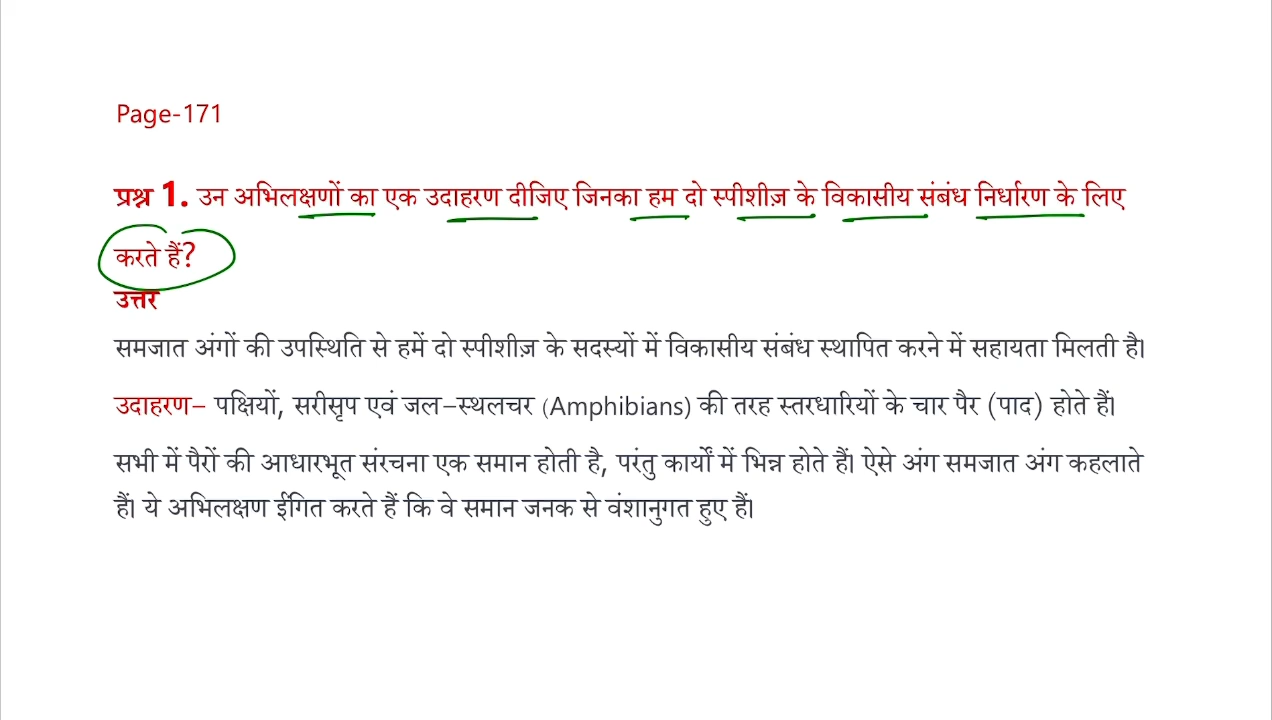 Page-171
प्रश्न 1. उन अभिलक्षणों का एक उदाहरण दीजिए जिनका हम दो स्पीशीज़ के विकासीय संबंध निर्धारण के लिए
करते हैं?
उत्तर
समजात अंगों की उपस्थिति से हमें दो स्पीशीज़ के सदस्यों में विकासीय संबंध स्थापित करने में सहायता मिलती है।
उदाहरण– पक्षियों, सरीसृप एवं जल–स्थलचर (Amphibians) की तरह स्तरधारियों के चार पैर (पाद) होते हैं।
सभी में पैरों की आधारभूत संरचना एक समान होती है, परंतु कार्यों में भिन्न होते हैं। ऐसे अंग समजात अंग कहलाते
हैं। ये अभिलक्षण ईंगित करते हैं कि वे समान जनक से वंशानुगत हुए हैं।